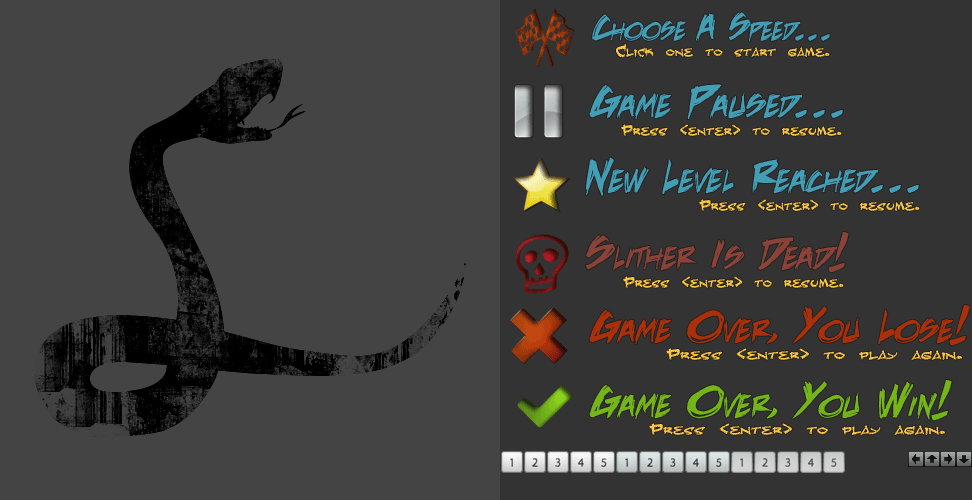 Choose A Speed...
Click one to start game.
Game Paused...
Press <Enter> to resume.
New Level Reached...
Press <Enter> to resume.
Slither Is Dead!
Press <Enter> to resume.
Game Over, You Lose!
Press <Enter> to play again.
Game Over, You Win!
Press <Enter> to play again.
1 2 3 4 5 1 2 3 4 5 1 2 3 4 5